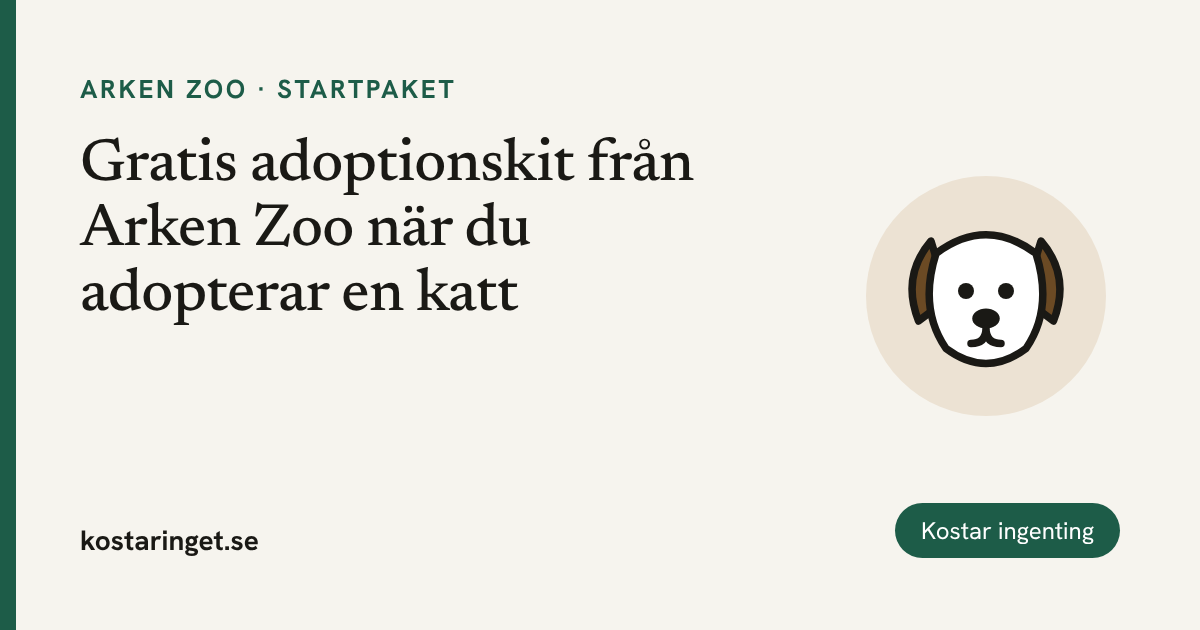 ARKEN ZOO · STARTPAKET
Gratis adoptionskit från
Arken Zoo när du
adopterar en katt
kostaringet.se
Kostar ingenting